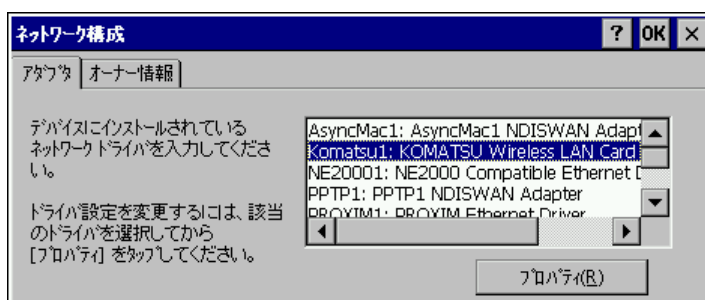 ネットワーク構成 ? OK ×
アダプタ オーナー情報
デバイスにインストールされている
ネットワークドライバを入力してくださ
い。
ドライバ設定を変更するには、該当
のドライバを選択してから
[プロパティ] をタップしてください。
AsyncMac1: AsyncMac1 NDISWAN Adapt
Komatsu1: KOMATSU Wireless LAN Card
NE20001: NE2000 Compatible Ethernet D
PPTP1: PPTP1 NDISWAN Adapter
PROXIM1: PROXIM Ethernet Driver
プロパティ(R)